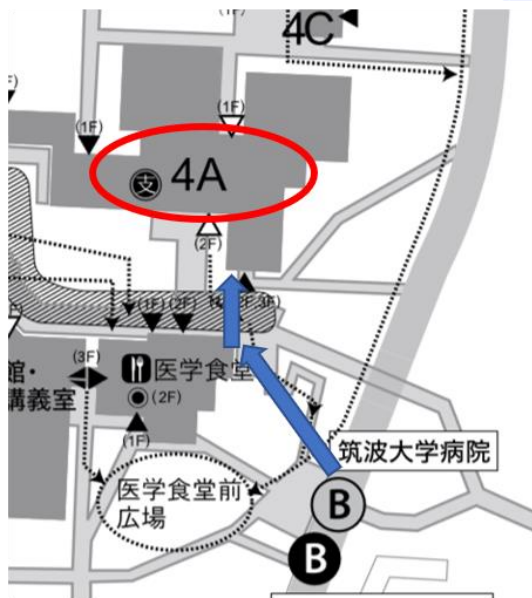 (1F)
4C
(1F)
(1F)
支
4A
(2F)
(1F)
(2F)
3F)
(3F)
館・
講義室
医学食堂
(2F)
(1F)
筑波大学病院
医学食堂前
広場
B
B